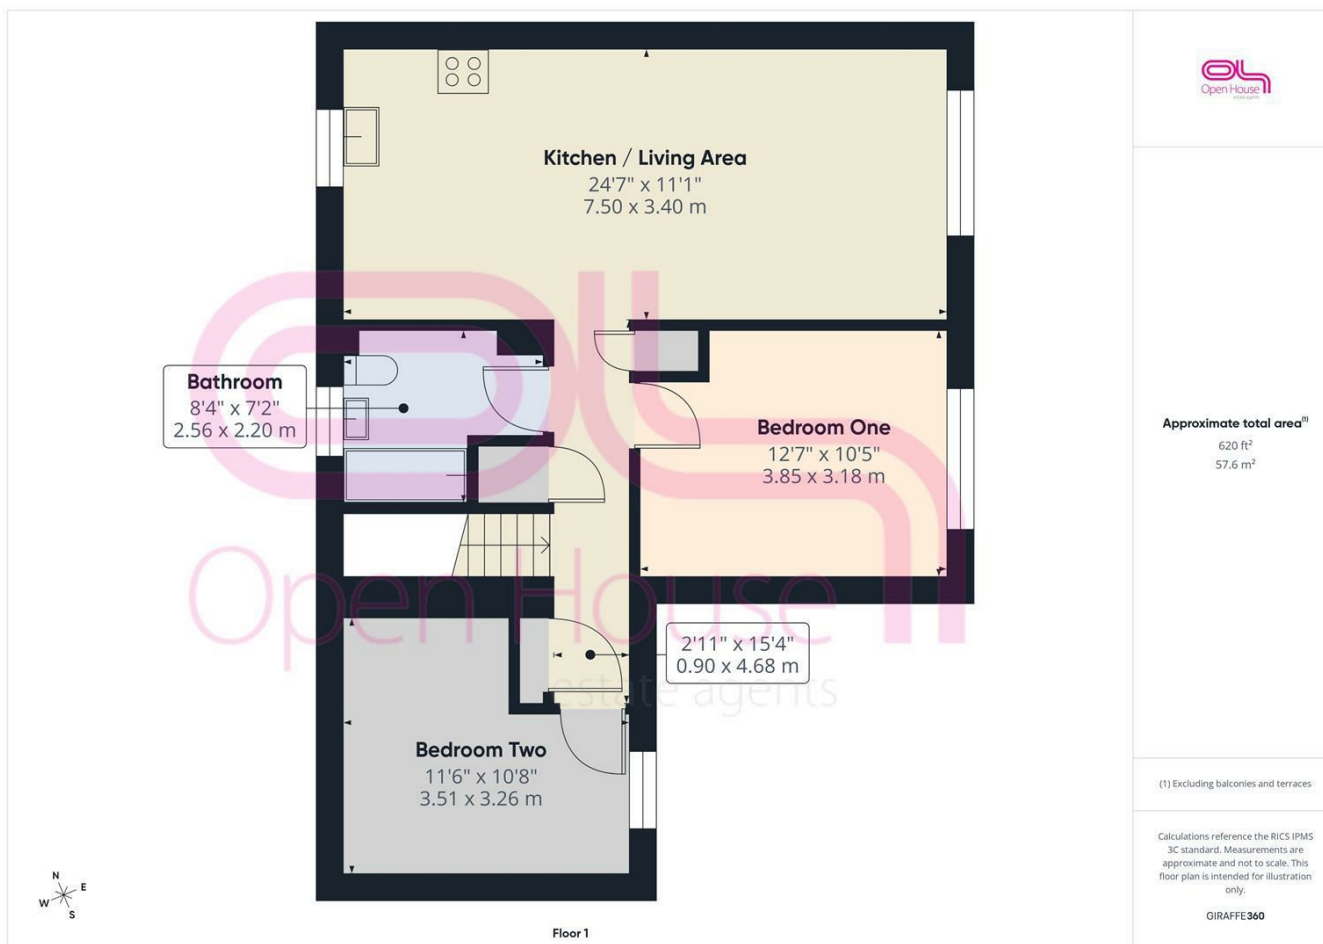 Kitchen / Living Area
24'7" x 11'1"
7.50 x 3.40 m
Bathroom
8'4" x 7'2"
2.56 x 2.20 m
Bedroom One
12'7" x 10'5"
3.85 x 3.18 m
2'11" x 15'4"
0.90 x 4.68 m
Bedroom Two
11'6" x 10'8"
3.51 x 3.26 m
Open House
estate agents
N
E
W
S
Floor 1
Open House
estate agents
Approximate total area⁽¹⁾
620 ft²
57.6 m²
(1) Excluding balconies and terraces
Calculations reference the RICS IPMS
3C standard. Measurements are
approximate and not to scale. This
floor plan is intended for illustration
only.
GIRAFFE360